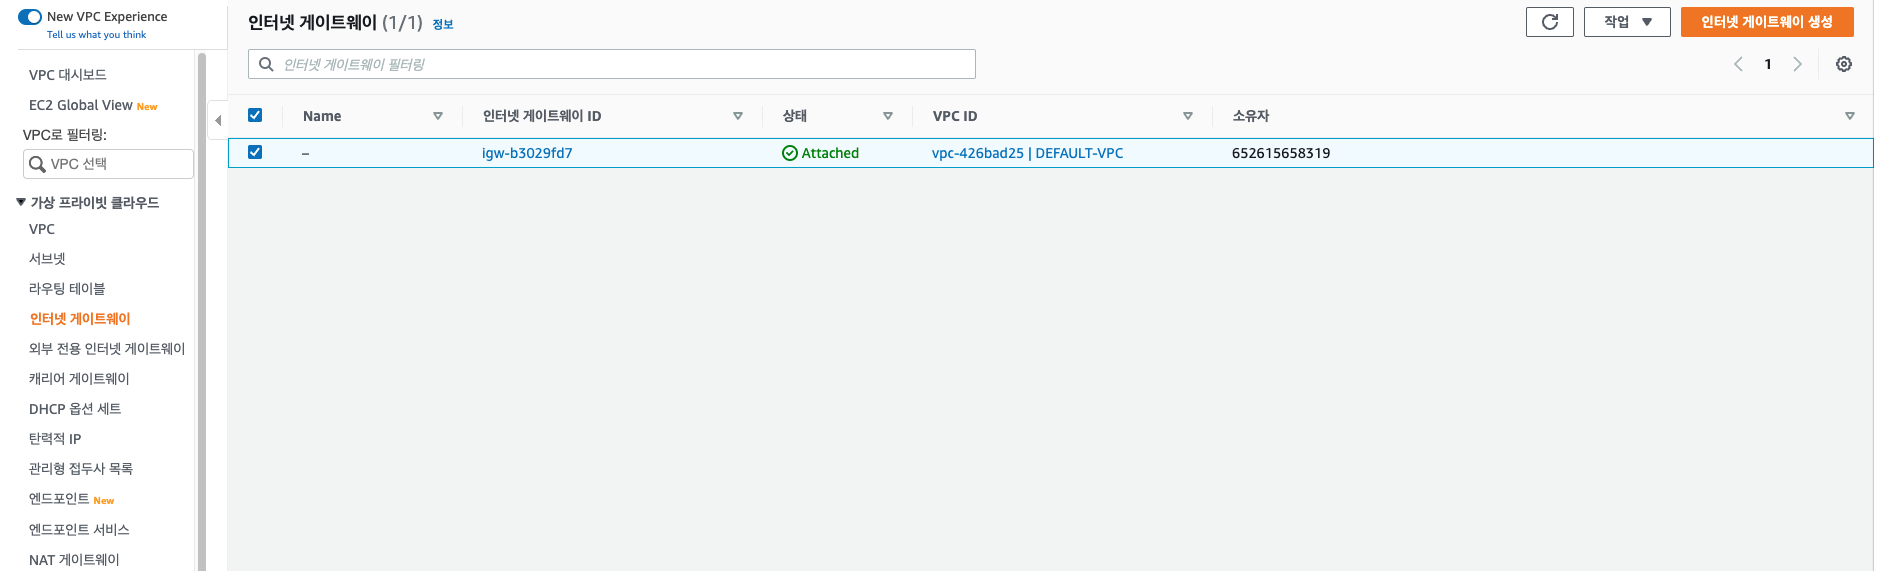 New VPC Experience
Tell us what you think
VPC 대시보드
EC2 Global View New
VPC로 필터링:
VPC 선택
가상 프라이빗 클라우드
VPC
서브넷
라우팅 테이블
인터넷 게이트웨이
외부 전용 인터넷 게이트웨이
캐리어 게이트웨이
DHCP 옵션 세트
탄력적 IP
관리형 접두사 목록
엔드포인트 New
엔드포인트 서비스
NAT 게이트웨이
인터넷 게이트웨이 (1/1) 정보
작업
인터넷 게이트웨이 생성
인터넷 게이트웨이 필터링
1
Name 인터넷 게이트웨이 ID 상태 VPC ID 소유자
– igw-b3029fd7 Attached vpc-426bad25 | DEFAULT-VPC 652615658319